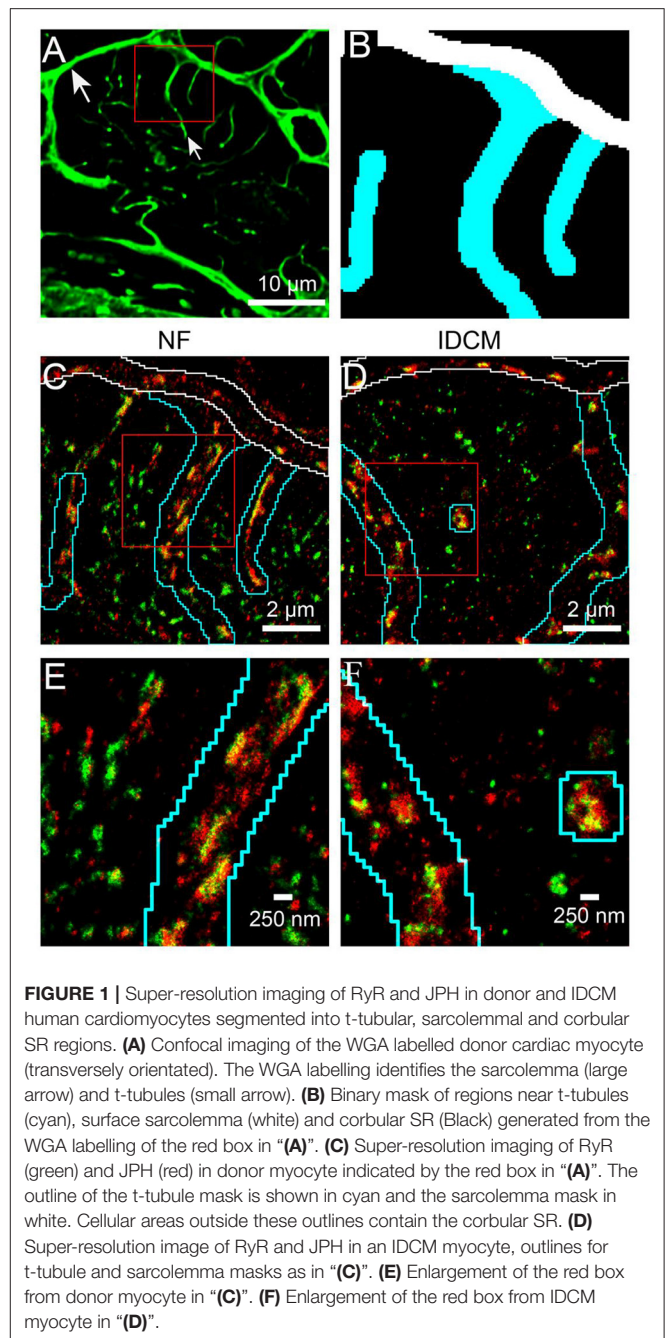 A
B
10 µm
NF
IDCM
C
D
2 µm
2 µm
E
F
250 nm
250 nm
FIGURE 1 | Super-resolution imaging of RyR and JPH in donor and IDCM
human cardiomyocytes segmented into t-tubular, sarcolemmal and corbular
SR regions. (A) Confocal imaging of the WGA labelled donor cardiac myocyte
(transversely orientated). The WGA labelling identifies the sarcolemma (large
arrow) and t-tubules (small arrow). (B) Binary mask of regions near t-tubules
(cyan), surface sarcolemma (white) and corbular SR (Black) generated from the
WGA labelling of the red box in “(A)”. (C) Super-resolution imaging of RyR
(green) and JPH (red) in donor myocyte indicated by the red box in “(A)”. The
outline of the t-tubule mask is shown in cyan and the sarcolemma mask in
white. Cellular areas outside these outlines contain the corbular SR. (D)
Super-resolution image of RyR and JPH in an IDCM myocyte, outlines for
t-tubule and sarcolemma masks as in “(C)”. (E) Enlargement of the red box
from donor myocyte in “(C)”. (F) Enlargement of the red box from IDCM
myocyte in “(D)”.